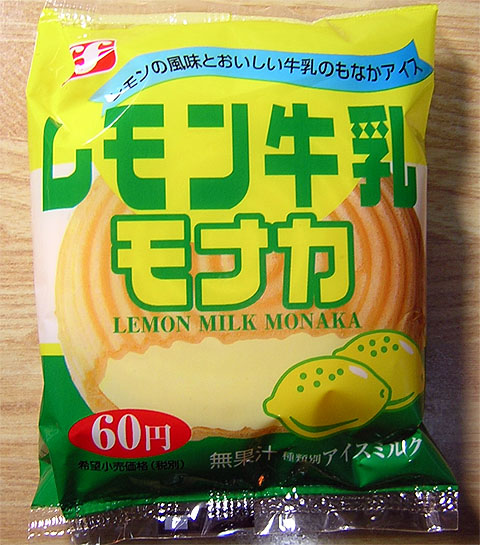 レモンの風味とおいしい牛乳のもなかアイス
レモン牛乳
モナカ
LEMON MILK MONAKA
60円
希望小売価格(税別)
無果汁 種類別アイスミルク